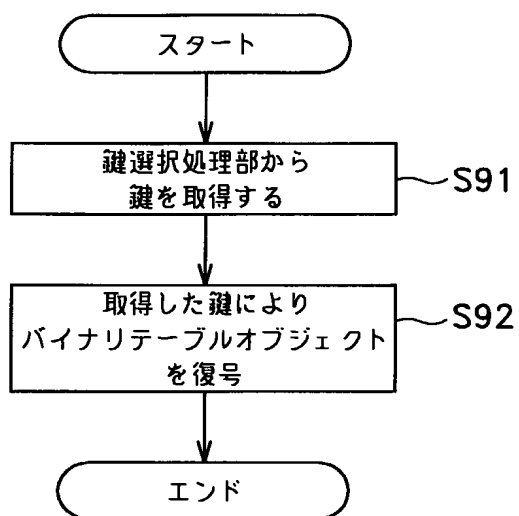 スタート
鍵選択処理部から
鍵を取得する
S91
取得した鍵により
バイナリテーブルオブジェクト
を復号
S92
エンド